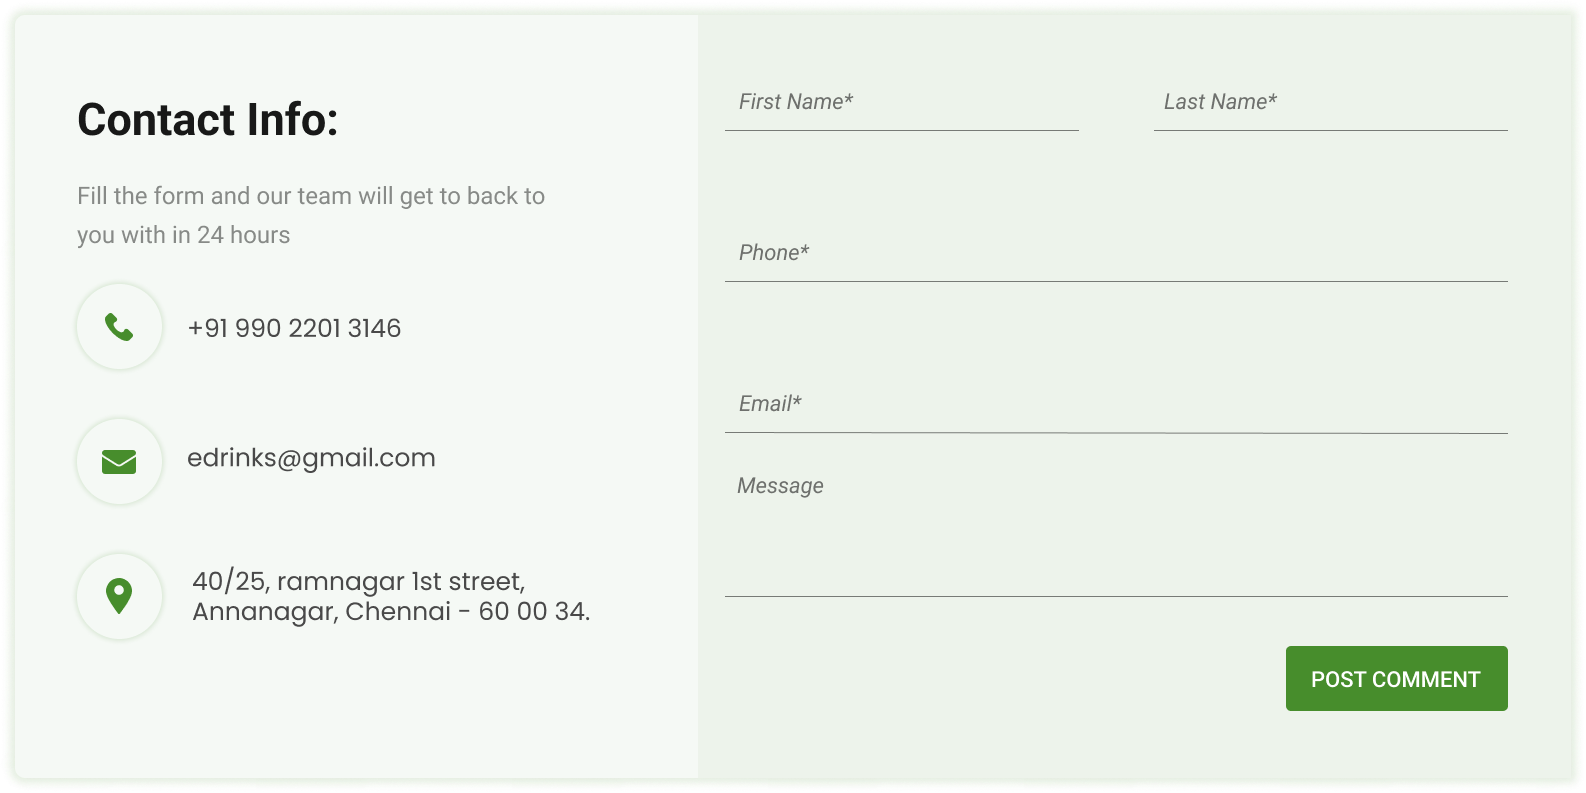 Contact Info:
Fill the form and our team will get to back to
you with in 24 hours
+91 990 2201 3146
edrinks@gmail.com
40/25, ramnagar 1st street,
Annanagar, Chennai - 60 00 34.
First Name*
Last Name*
Phone*
Email*
Message
POST COMMENT